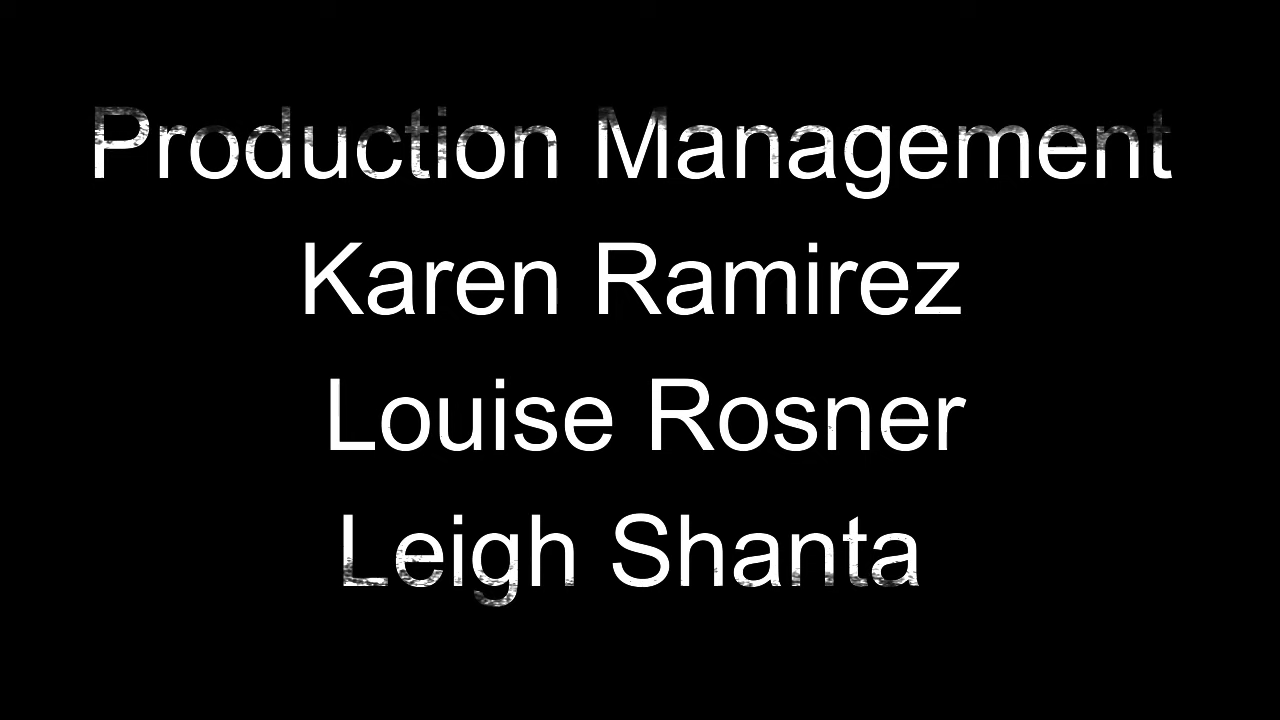 Production Management
Karen Ramirez
Louise Rosner
Leigh Shanta